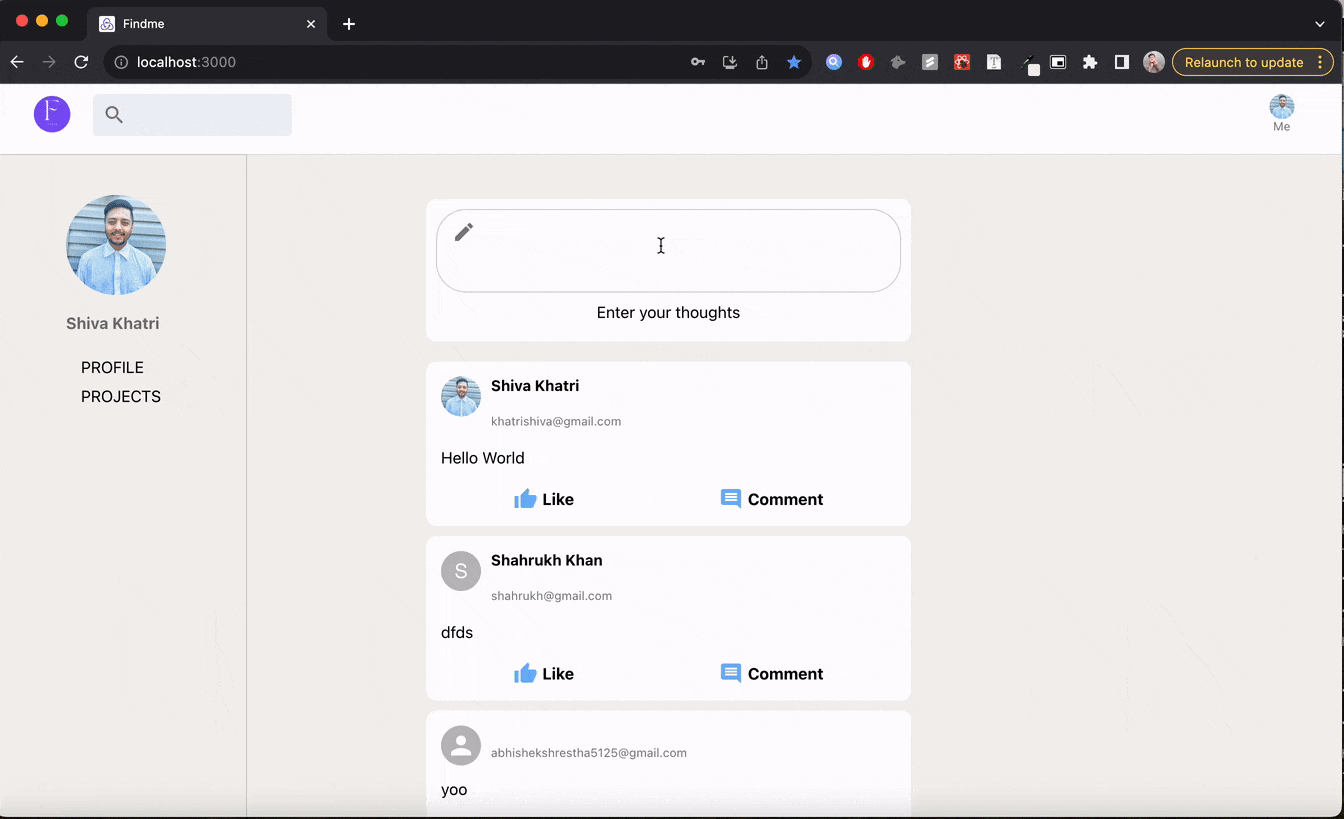 Findme
localhost:3000
Relaunch to update
F
Me
Shiva Khatri
PROFILE
PROJECTS
Enter your thoughts
Shiva Khatri
khatrishiva@gmail.com
Hello World
Like Comment
S
Shahrukh Khan
shahrukh@gmail.com
dfds
Like Comment
abhishekshrestha5125@gmail.com
yoo